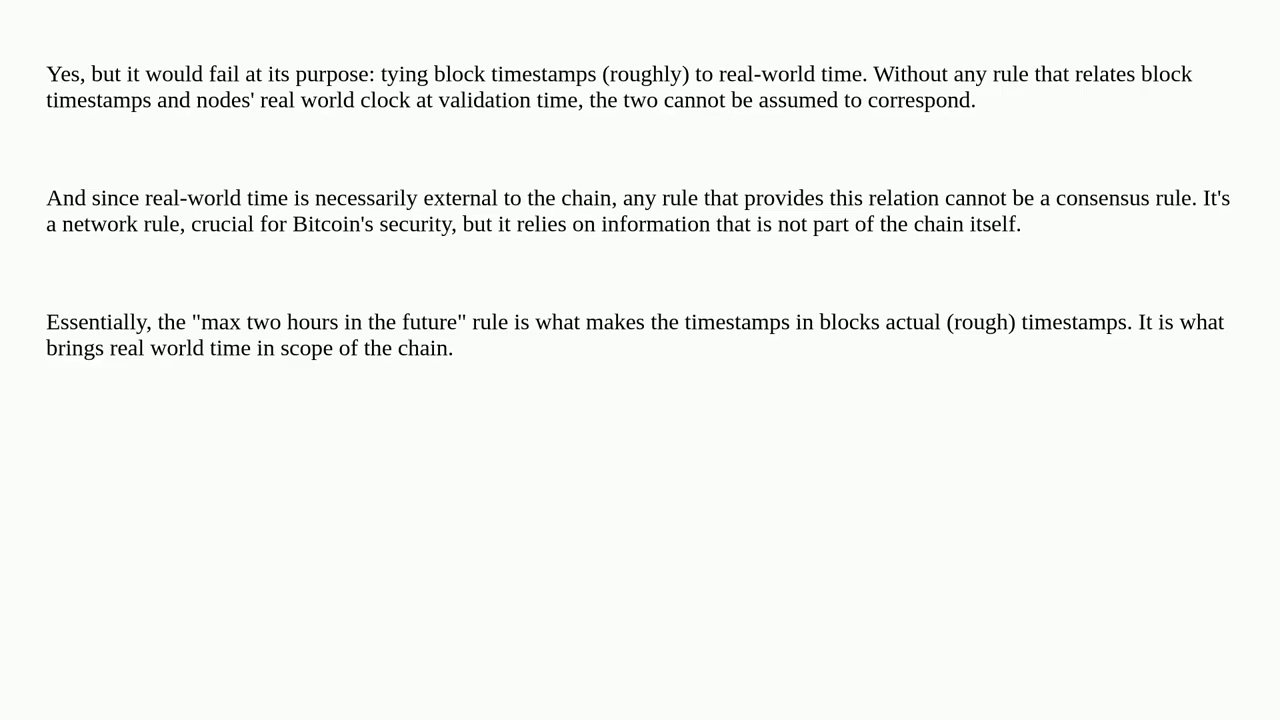 Yes, but it would fail at its purpose: tying block timestamps (roughly) to real-world time. Without any rule that relates block
timestamps and nodes' real world clock at validation time, the two cannot be assumed to correspond.
And since real-world time is necessarily external to the chain, any rule that provides this relation cannot be a consensus rule. It's
a network rule, crucial for Bitcoin's security, but it relies on information that is not part of the chain itself.
Essentially, the "max two hours in the future" rule is what makes the timestamps in blocks actual (rough) timestamps. It is what
brings real world time in scope of the chain.